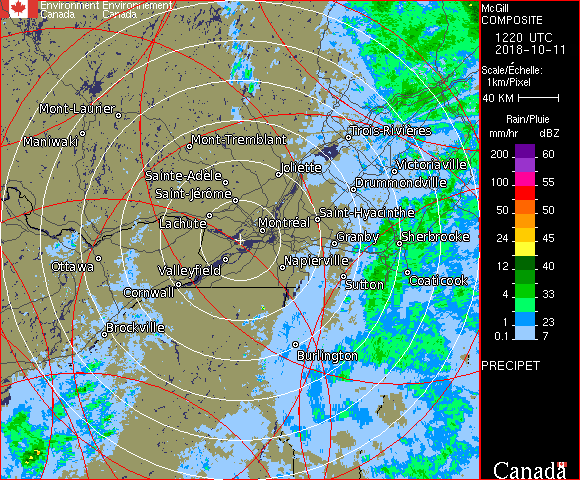 Environment Environnement
Canada Canada
McGill
COMPOSITE
1220 UTC
2018-10-11
Scale/Échelle:
1km/Pixel
40 KM
Rain/Pluie
mm/hr dBZ
200 60
100 55
50 50
24 45
12 40
4 33
1 23
0.1 7
PRECIPET
Mont-Laurier
Maniwaki
Mont-Tremblant
Trois-Rivières
Joliette
Victoriaville
Sainte-Adèle
Drummondville
Saint-Jérôme
Saint-Hyacinthe
Lachute
Montréal
Granby
Sherbrooke
Ottawa
Valleyfield
Napierville
Coaticook
Sutton
Cornwall
Brockville
Burlington
Canada